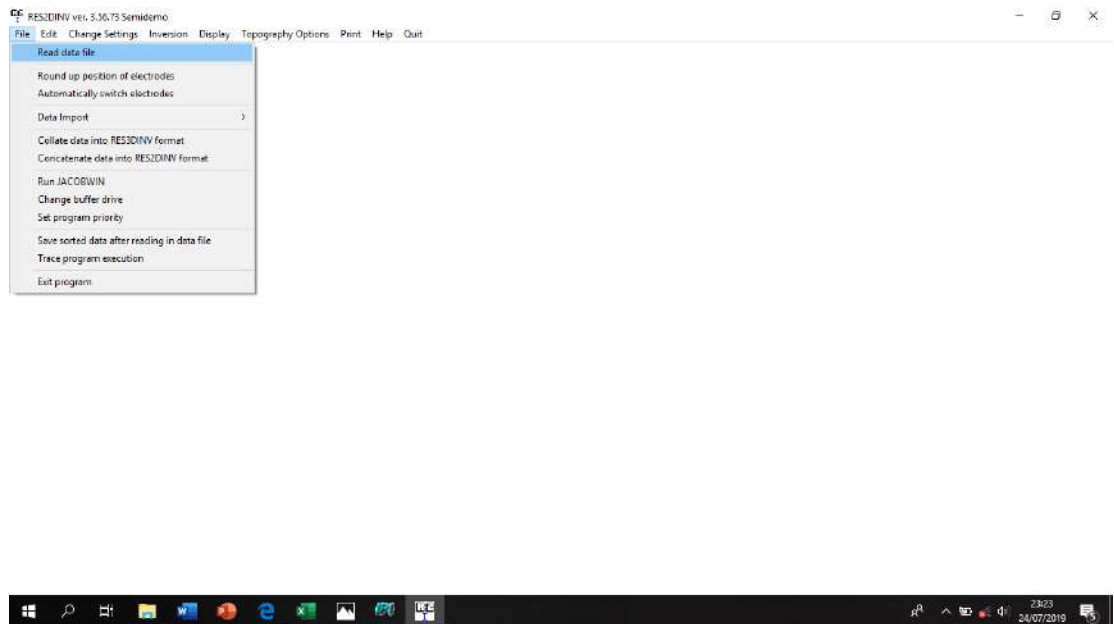 RES2DINV ver. 3.56.73 Semidemo
File Edit Change Settings Inversion Display Topography Options Print Help Quit
Read data file
Round up position of electrodes
Automatically switch electrodes
Data Import
Collate data into RES3DINV format
Concatenate data into RES2DINV format
Run JACOBWIN
Change buffer drive
Set program priority
Save sorted data after reading in data file
Trace program execution
Exit program
23:23
24/07/2019